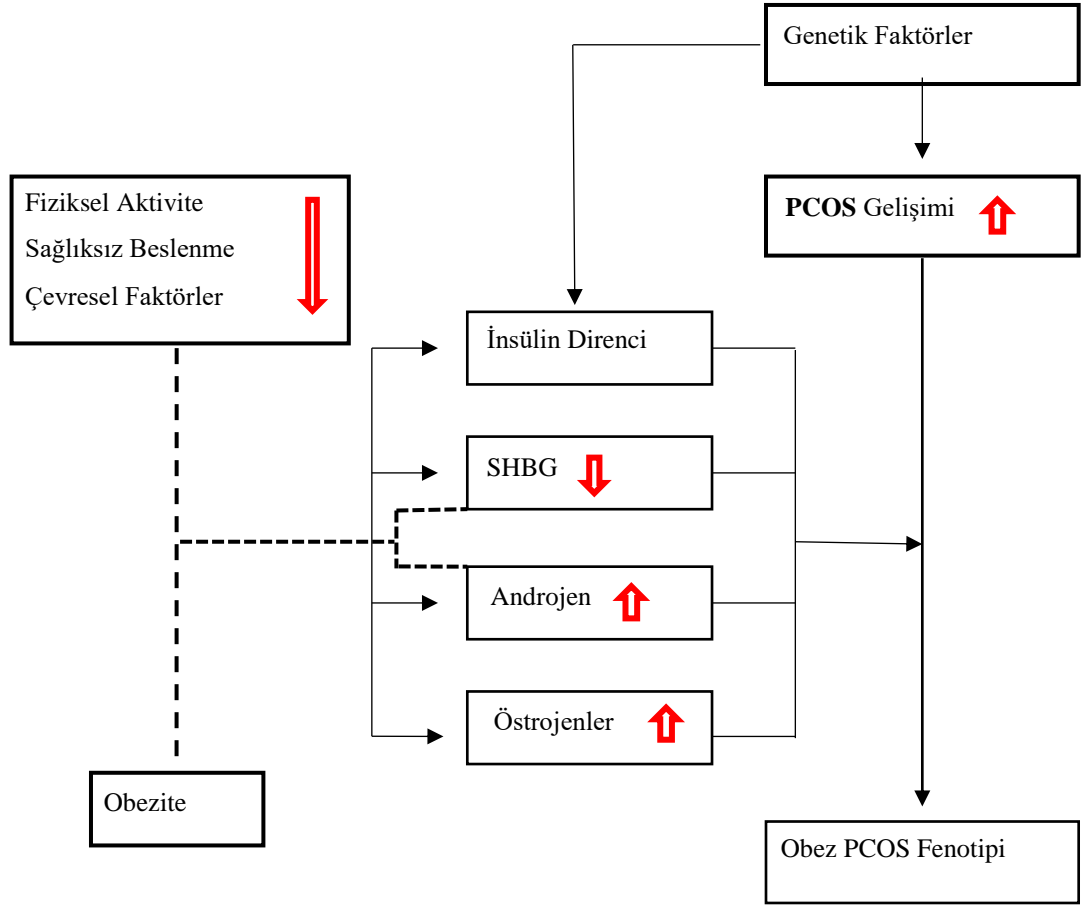 Genetik Faktörler
Fiziksel Aktivite
Sağlıksız Beslenme
Çevresel Faktörler
PCOS Gelişimi
İnsülin Direnci
SHBG
Androjen
Östrojenler
Obezite
Obez PCOS Fenotipi